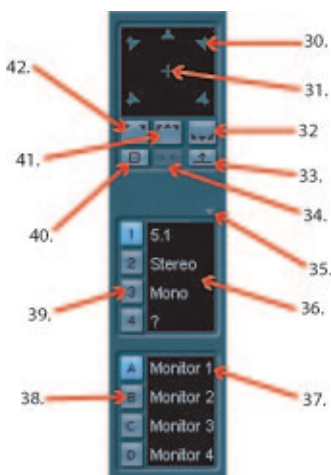 30.
31.
42.
32
41.
33.
40.
34.
35.
1 5.1
2 Stereo
36.
39.
3 Mono
4 ?
A Monitor 1
37.
38.
B Monitor 2
C Monitor 3
D Monitor 4